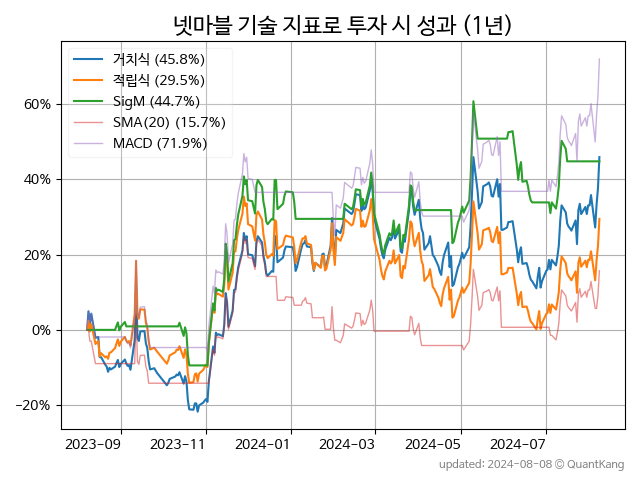 넷마블 기술 지표로 투자 시 성과 (1년)
거치식 (45.8%)
적립식 (29.5%)
SigM (44.7%)
SMA(20) (15.7%)
MACD (71.9%)
60%
40%
20%
0%
−20%
2023-09 2023-11 2024-01 2024-03 2024-05 2024-07
updated: 2024-08-08 © QuantKang